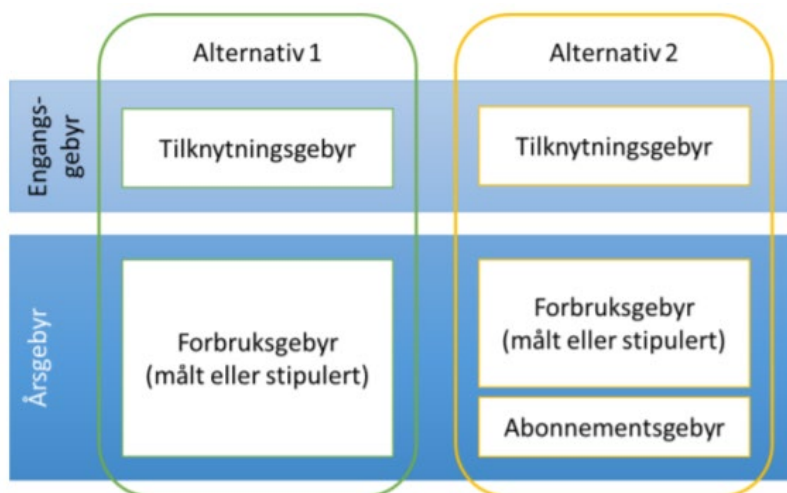 Alternativ 1
Alternativ 2
Engangs-
gebyr
Tilknytningsgebyr
Tilknytningsgebyr
Årsgebyr
Forbruksgebyr
(målt eller stipulert)
Forbruksgebyr
(målt eller stipulert)
Abonnementsgebyr